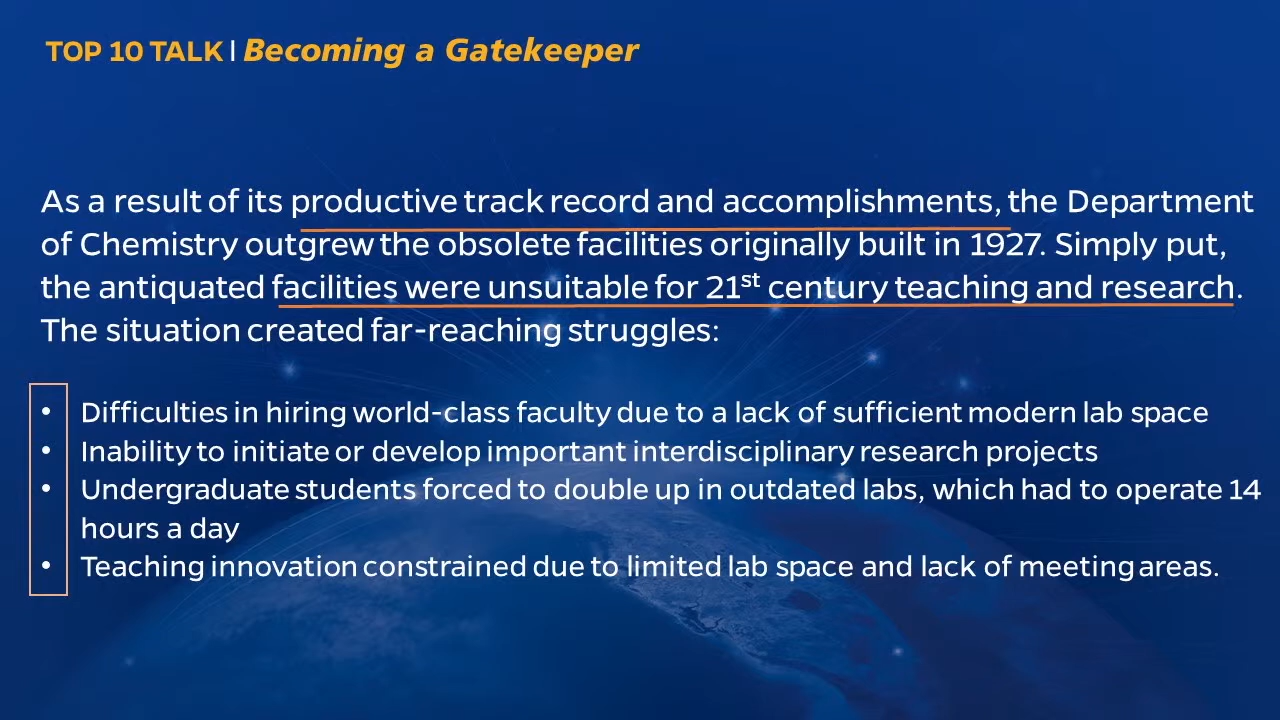 TOP 10 TALK | Becoming a Gatekeeper
As a result of its productive track record and accomplishments, the Department
of Chemistry outgrew the obsolete facilities originally built in 1927. Simply put,
the antiquated facilities were unsuitable for 21st century teaching and research.
The situation created far-reaching struggles:
• Difficulties in hiring world-class faculty due to a lack of sufficient modern lab space
• Inability to initiate or develop important interdisciplinary research projects
• Undergraduate students forced to double up in outdated labs, which had to operate 14
hours a day
• Teaching innovation constrained due to limited lab space and lack of meeting areas.